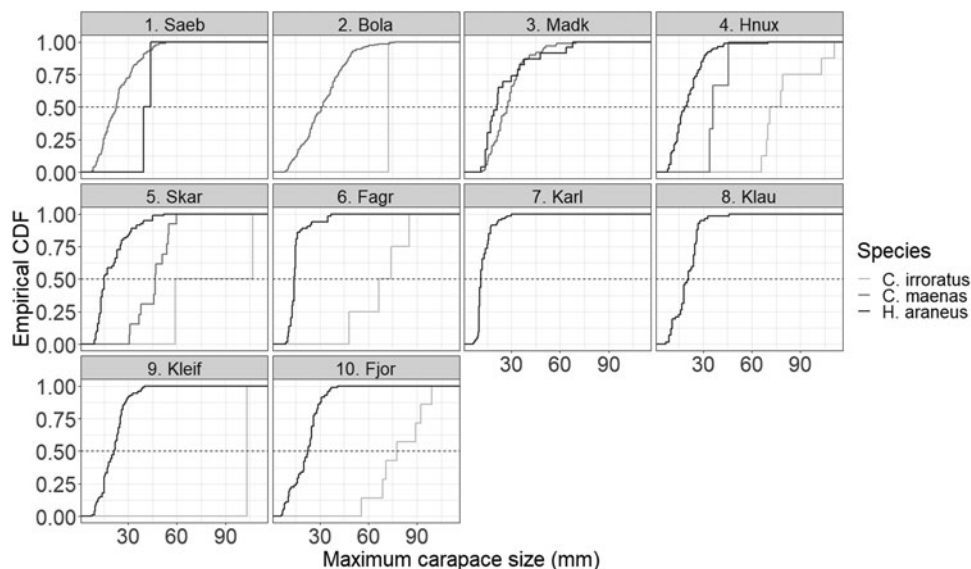 1. Saeb
2. Bola
3. Madk
4. Hnux
1.00
0.75
0.50
0.25
0.00
5. Skar
6. Fagr
7. Karl
8. Klau
1.00
0.75
0.50
0.25
0.00
30 60 90
30 60 90
9. Kleif
10. Fjor
1.00
0.75
0.50
0.25
0.00
30 60 90
30 60 90
Empirical CDF
Maximum carapace size (mm)
Species
C. irroratus
C. maenas
H. araneus